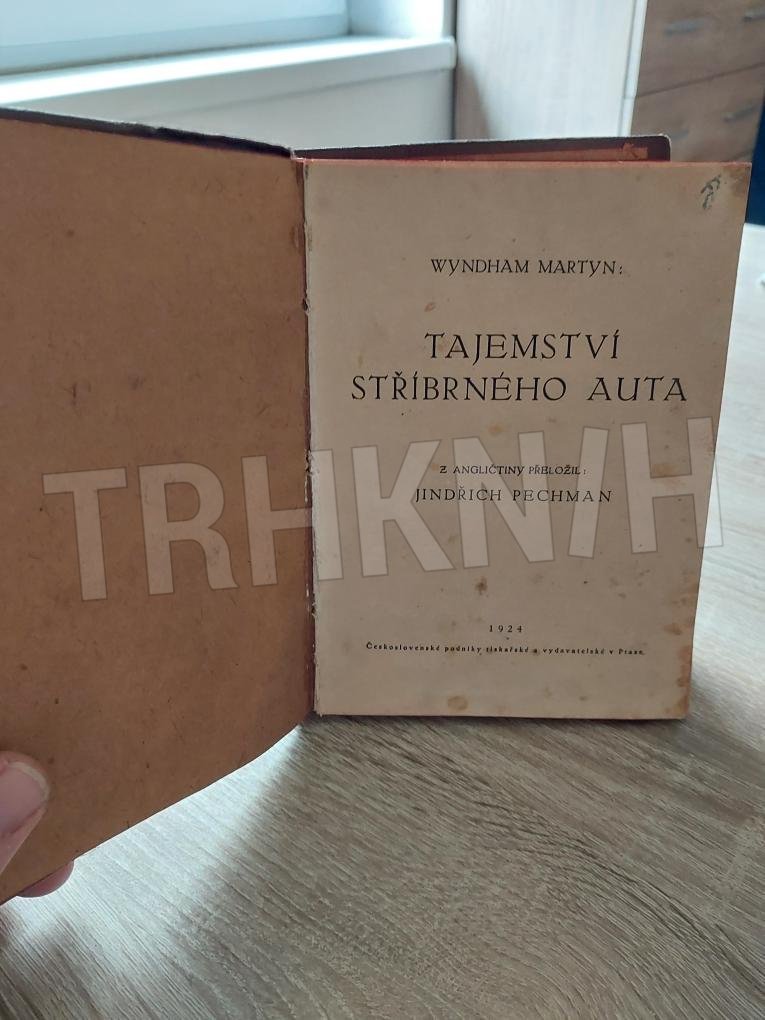 WYNDHAM MARTYN:
TAJEMSTVÍ
STŘÍBRNÉHO AUTA
Z ANGLIČTINY PŘELOŽIL:
JINDŘICH PECHMAN
TRHKNIH
1924
Československé podniky tiskařské a vydavatelské v Praze.